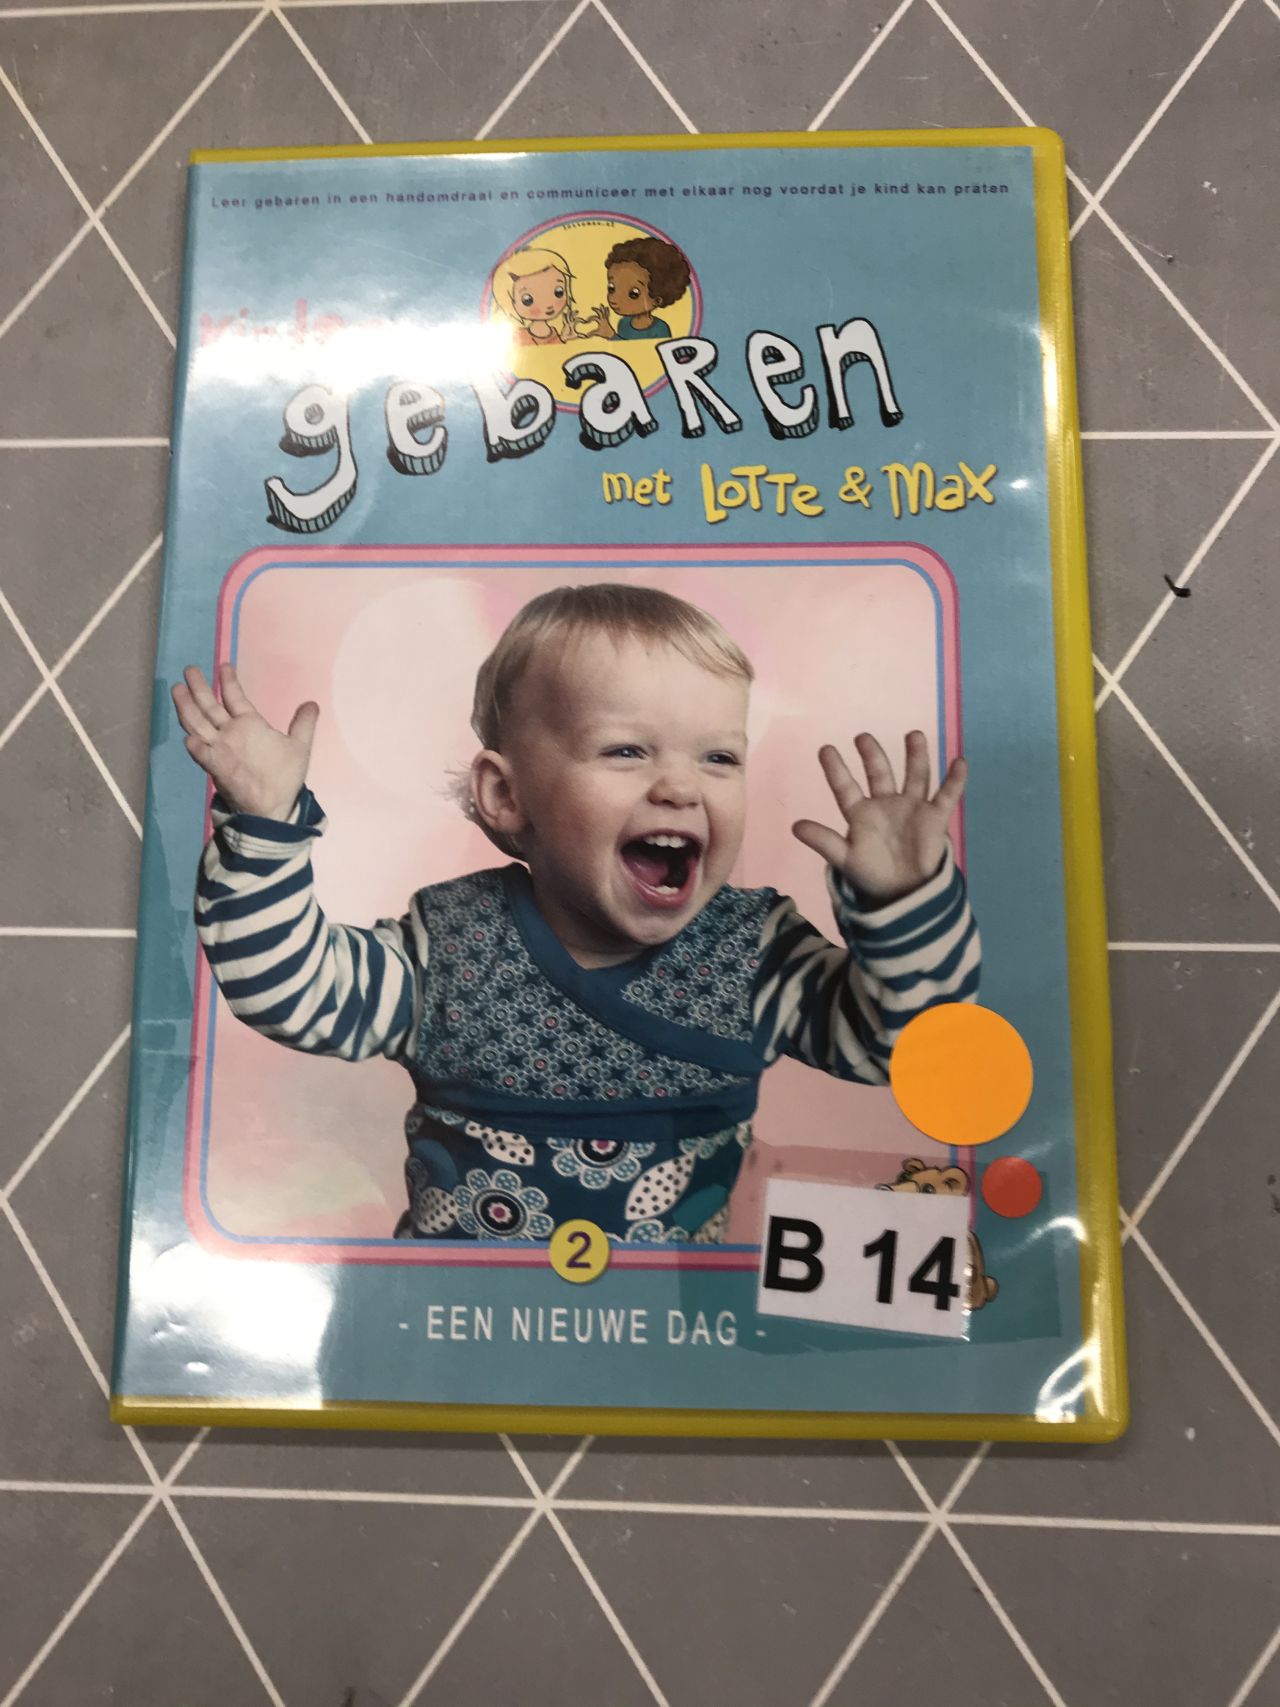 Leer gebaren in een handomdraai en communiceer met elkaar nog voordat je kind kan praten
gebaren
met Lotte & Max
2
B 14
- EEN NIEUWE DAG -